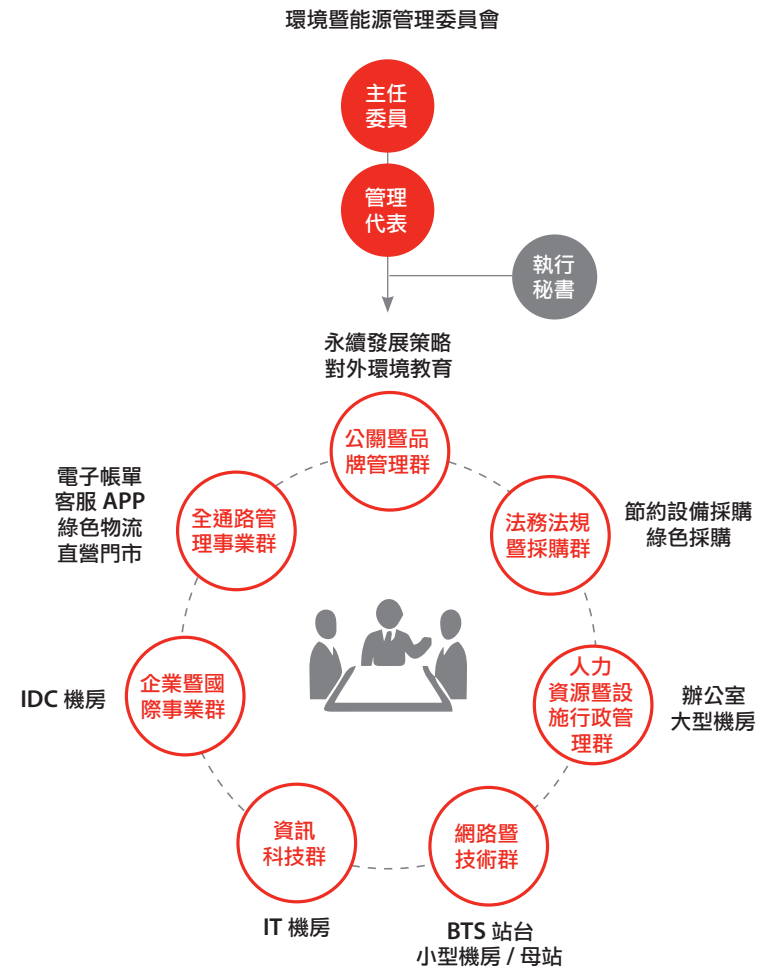 環境暨能源管理委員會
主任
委員
管理
代表
執行
秘書
永續發展策略
對外環境教育
公關暨品
牌管理群
電子帳單
客服 APP
綠色物流
直營門市
全通路管
理事業群
法務法規
暨採購群
節約設備採購
綠色採購
IDC 機房
企業暨國
際事業群
人力
資源暨設
施行政管
理群
辦公室
大型機房
資訊
科技群
IT 機房
網路暨
技術群
BTS 站台
小型機房 / 母站